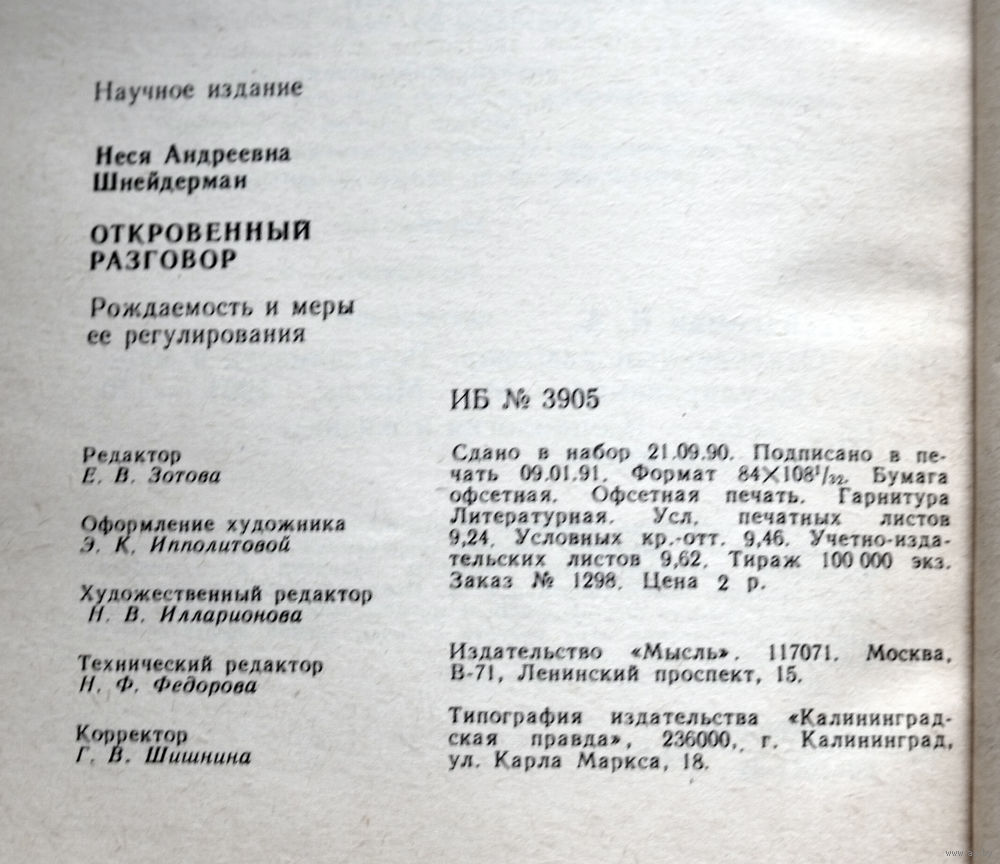 Научное издание
Неся Андреевна
Шнейдерман
ОТКРОВЕННЫЙ
РАЗГОВОР
Рождаемость и меры
ее регулирования
Редактор
Е. В. Зотова
Оформление художника
Э. К. Ипполитовой
Художественный редактор
Н. В. Илларионова
Технический редактор
Н. Ф. Федорова
Корректор
Г. В. Шишнина
ИБ № 3905
Сдано в набор 21.09.90. Подписано в пе-
чать 09.01.91. Формат 84×108¹/₃₂. Бумага
офсетная. Офсетная печать. Гарнитура
Литературная. Усл. печатных листов
9,24. Условных кр.-отт. 9,46. Учетно-изда-
тельских листов 9,62. Тираж 100 000 экз.
Заказ № 1298. Цена 2 р.
Издательство «Мысль». 117071. Москва,
В-71, Ленинский проспект, 15.
Типография издательства «Калининград-
ская правда», 236000, г. Калининград,
ул. Карла Маркса, 18.